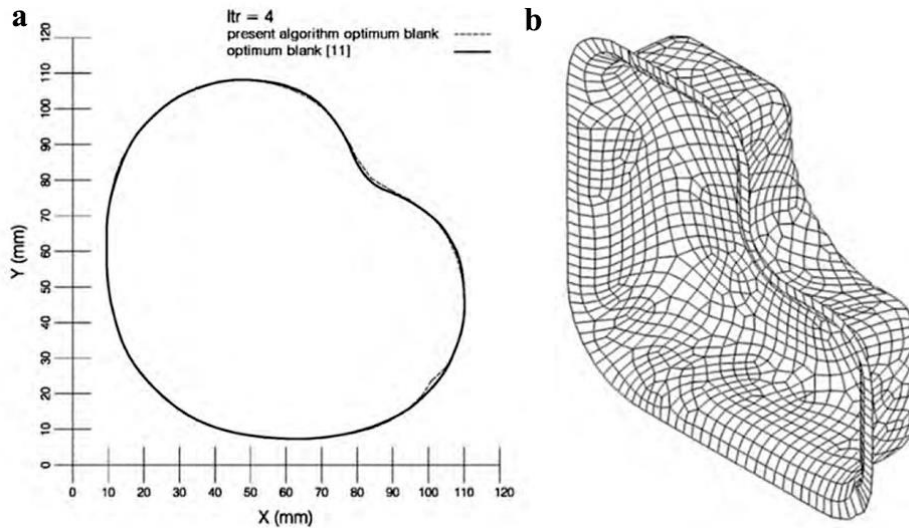 a
Itr = 4
present algorithm optimum blank
optimum blank [11]
b
120
110
100
90
80
70
60
50
40
30
20
10
0
Y (mm)
0 10 20 30 40 50 60 70 80 90 100 110 120
X (mm)